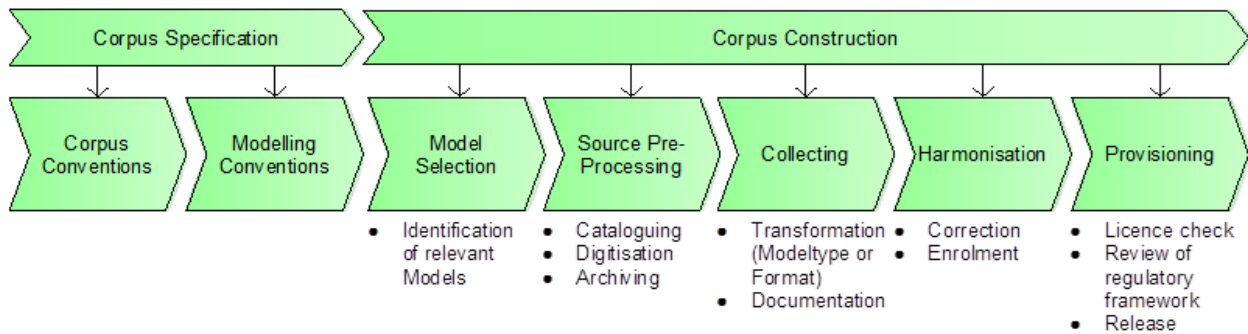 Corpus Specification
Corpus Construction
Corpus
Conventions
Modelling
Conventions
Model
Selection
Source Pre-
Processing
Collecting
Harmonisation
Provisioning
• Identification
of relevant
Models
• Cataloguing
• Digitisation
• Archiving
• Transformation
(Modeltype or
Format)
• Documentation
• Correction
• Enrolment
• Licence check
• Review of
regulatory
framework
• Release